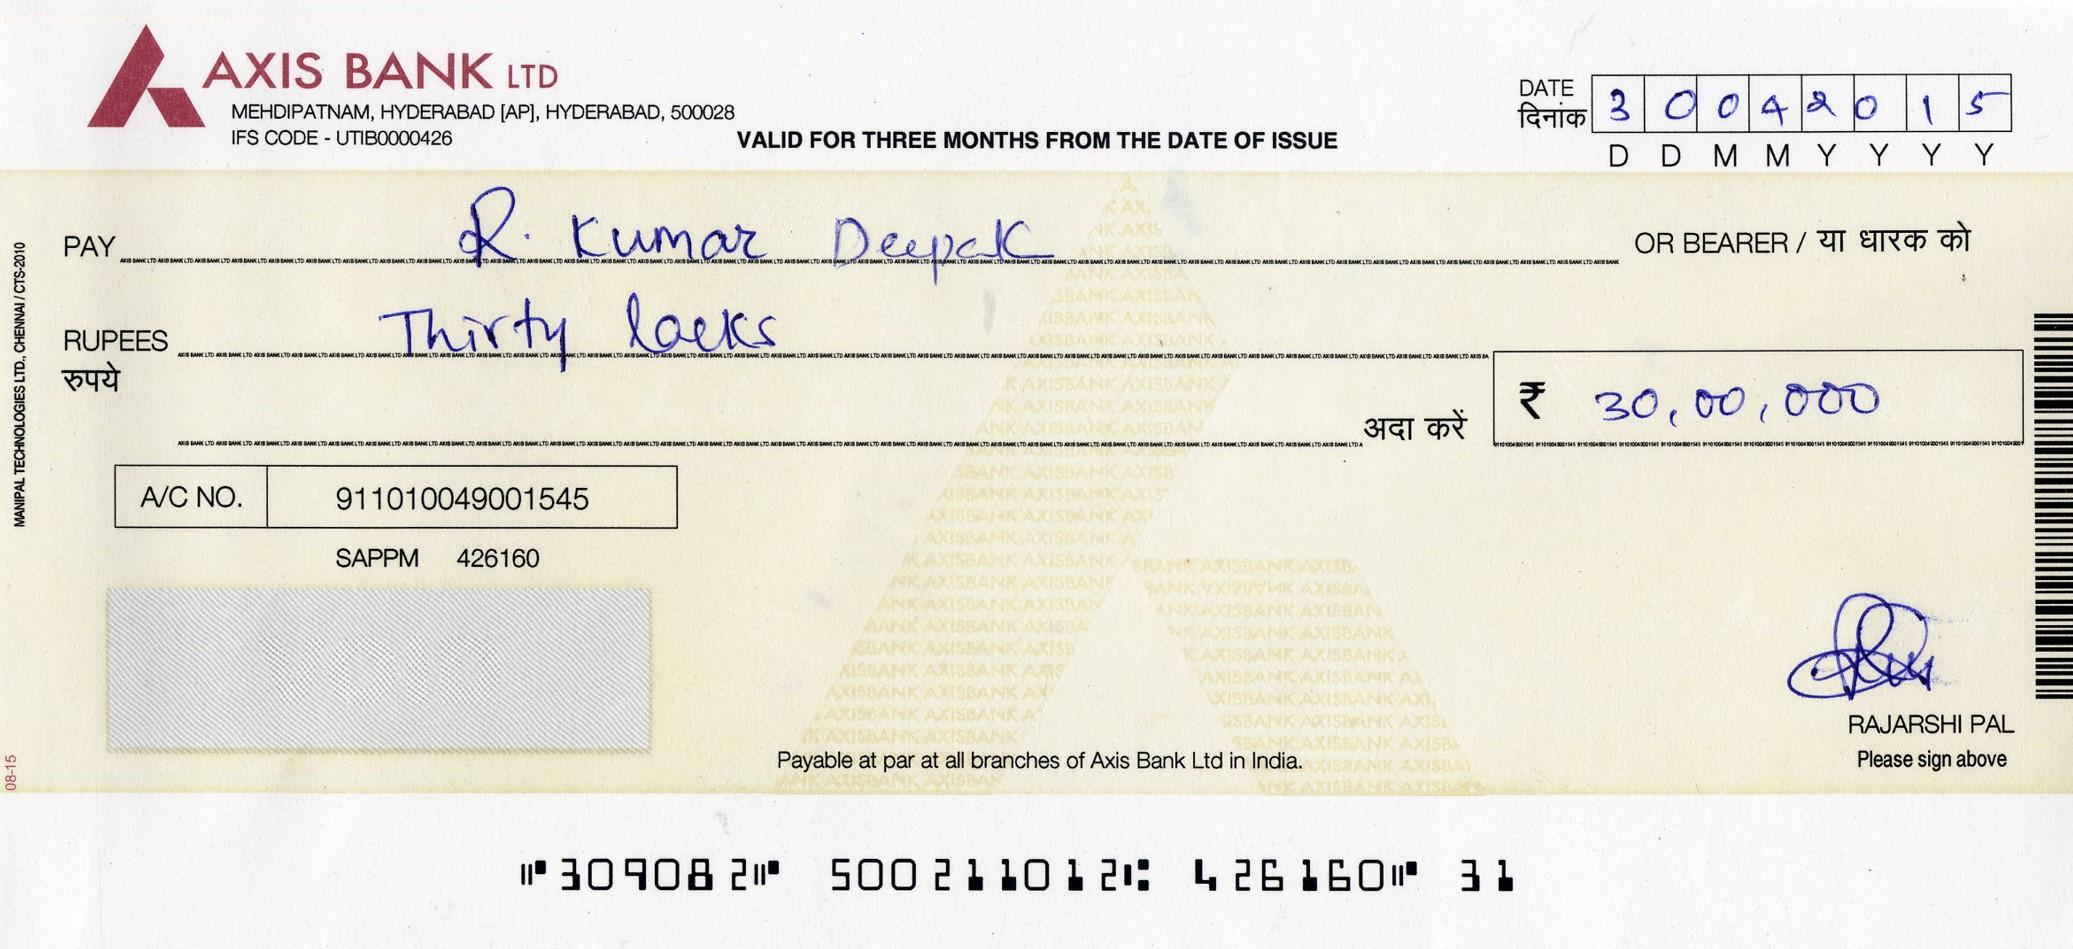 AXIS BANK LTD
MEHDIPATNAM, HYDERABAD [AP], HYDERABAD, 500028
IFS CODE - UTIB0000426
VALID FOR THREE MONTHS FROM THE DATE OF ISSUE
DATE
दिनांक
3 0 0 4 2 0 1 5
D D M M Y Y Y Y
PAY R. Kumar Deepak OR BEARER / या धारक को
RUPEES Thirty lacks
रुपये
अदा करें ₹ 30,00,000
A/C NO. 911010049001545
SAPPM 426160
RAJARSHI PAL
Please sign above
Payable at par at all branches of Axis Bank Ltd in India.
MANIPAL TECHNOLOGIES LTD., CHENNAI / CTS-2010
08-15
309082 500211012 426160 31